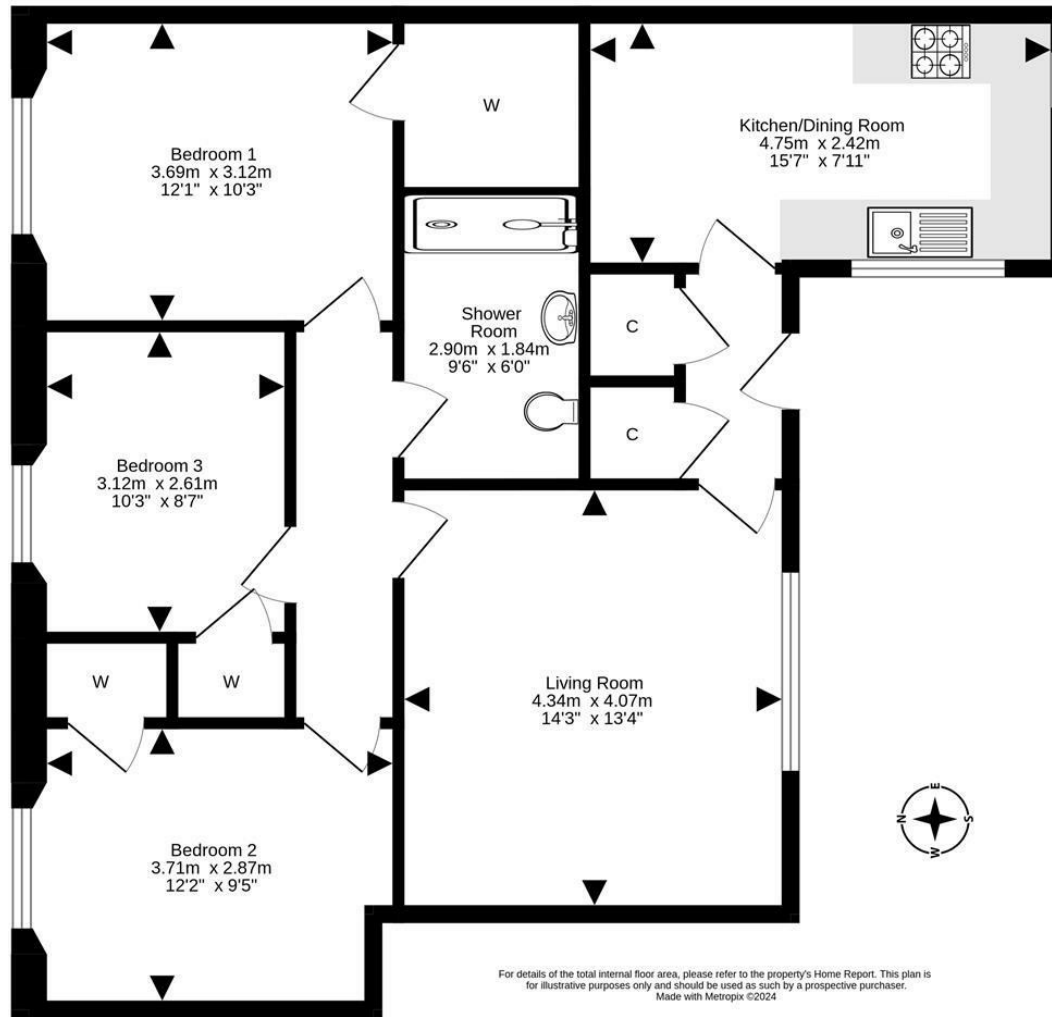 Bedroom 1
3.69m x 3.12m
12'1" x 10'3"
W
Kitchen/Dining Room
4.75m x 2.42m
15'7" x 7'11"
Shower
Room
2.90m x 1.84m
9'6" x 6'0"
C
C
Bedroom 3
3.12m x 2.61m
10'3" x 8'7"
W
W
Living Room
4.34m x 4.07m
14'3" x 13'4"
Bedroom 2
3.71m x 2.87m
12'2" x 9'5"
E
N
S
W
For details of the total internal floor area, please refer to the property's Home Report. This plan is
for illustrative purposes only and should be used as such by a prospective purchaser.
Made with Metropix ©2024